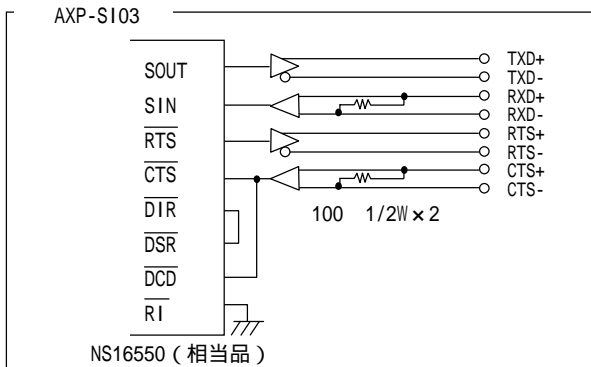 AXP-SI03
SOUT
TXD+
TXD-
SIN
RXD+
RXD-
RTS
RTS+
RTS-
CTS
CTS+
CTS-
DIR
100 1/2W×2
DSR
DCD
RI
NS16550(相当品)